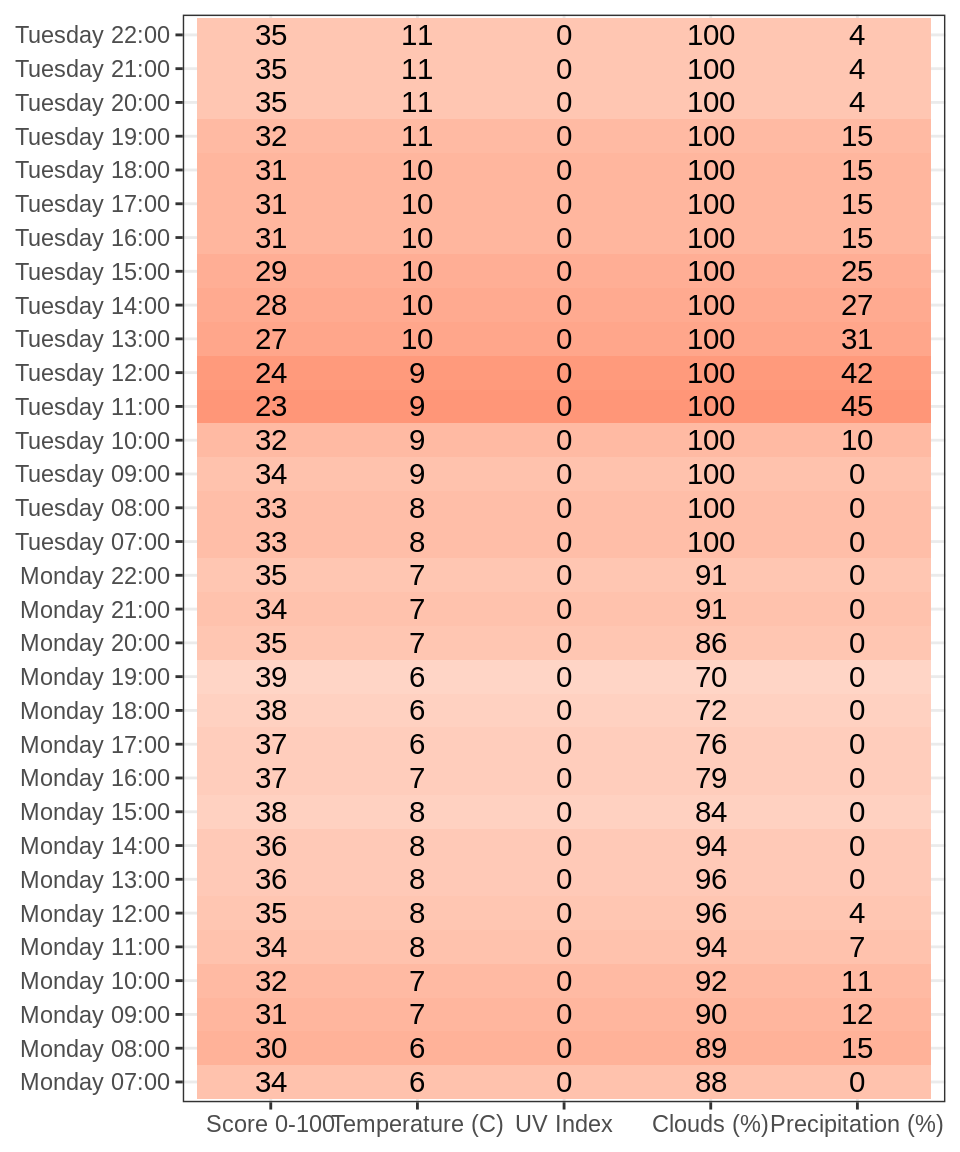 Tuesday 22:00 35 11 0 100 4
Tuesday 21:00 35 11 0 100 4
Tuesday 20:00 35 11 0 100 4
Tuesday 19:00 32 11 0 100 15
Tuesday 18:00 31 10 0 100 15
Tuesday 17:00 31 10 0 100 15
Tuesday 16:00 31 10 0 100 15
Tuesday 15:00 29 10 0 100 25
Tuesday 14:00 28 10 0 100 27
Tuesday 13:00 27 10 0 100 31
Tuesday 12:00 24 9 0 100 42
Tuesday 11:00 23 9 0 100 45
Tuesday 10:00 32 9 0 100 10
Tuesday 09:00 34 9 0 100 0
Tuesday 08:00 33 8 0 100 0
Tuesday 07:00 33 8 0 100 0
Monday 22:00 35 7 0 91 0
Monday 21:00 34 7 0 91 0
Monday 20:00 35 7 0 86 0
Monday 19:00 39 6 0 70 0
Monday 18:00 38 6 0 72 0
Monday 17:00 37 6 0 76 0
Monday 16:00 37 7 0 79 0
Monday 15:00 38 8 0 84 0
Monday 14:00 36 8 0 94 0
Monday 13:00 36 8 0 96 0
Monday 12:00 35 8 0 96 4
Monday 11:00 34 8 0 94 7
Monday 10:00 32 7 0 92 11
Monday 09:00 31 7 0 90 12
Monday 08:00 30 6 0 89 15
Monday 07:00 34 6 0 88 0
Score 0-100 Temperature (C) UV Index Clouds (%) Precipitation (%)